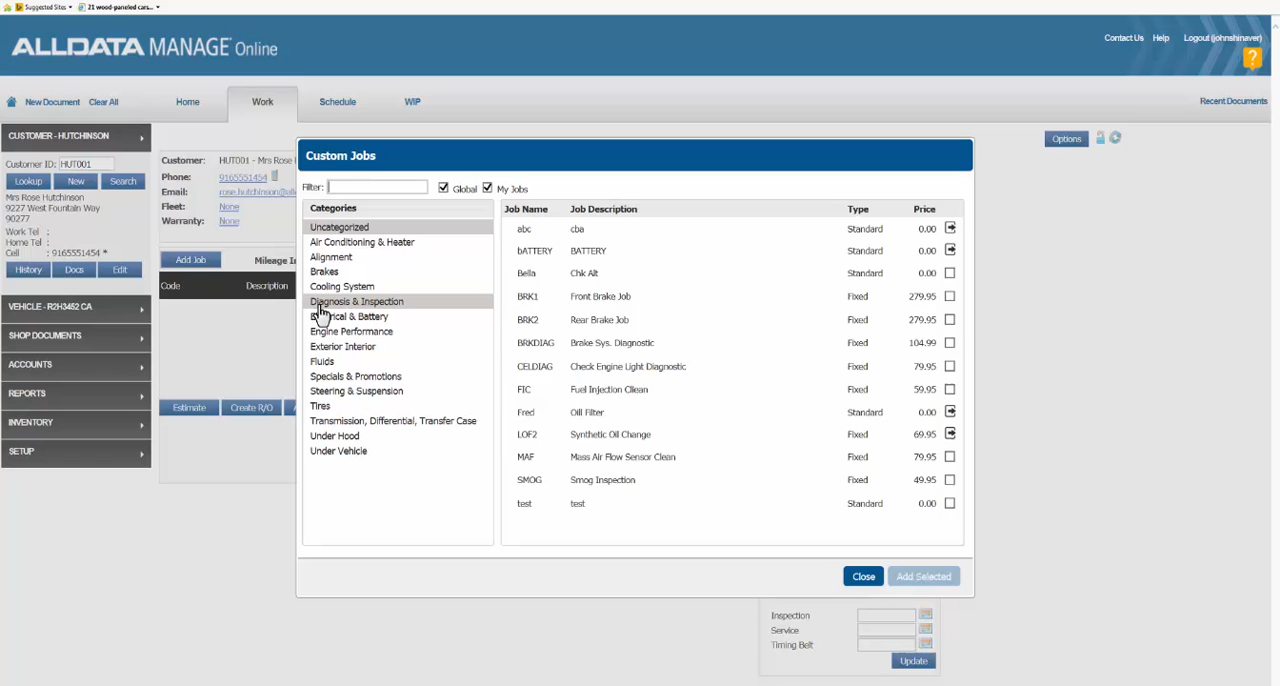 Suggested Sites
21 wood-paneled cars...
ALLDATA MANAGE Online
Contact Us Help Logout (johnshinaver)
?
New Document Clear All Home Work Schedule WIP Recent Documents
CUSTOMER - HUTCHINSON
Customer ID: HUT001
Lookup New Search
Mrs Rose Hutchinson
9227 West Fountain Way
90277
Work Tel :
Home Tel :
Cell : 9165551454 *
History Docs Edit
VEHICLE - R2H3452 CA
SHOP DOCUMENTS
ACCOUNTS
REPORTS
INVENTORY
SETUP
Customer: HUT001 - Mrs Rose
Phone: 9165551454
Email: rose.hutchinson@
Fleet: None
Warranty: None
Add Job Mileage In
Code Description
Estimate Create R/O
Options
Custom Jobs
Filter: Global My Jobs
Categories
Uncategorized
Air Conditioning & Heater
Alignment
Brakes
Cooling System
Diagnosis & Inspection
Electrical & Battery
Engine Performance
Exterior Interior
Fluids
Specials & Promotions
Steering & Suspension
Tires
Transmission, Differential, Transfer Case
Under Hood
Under Vehicle
Job Name Job Description Type Price
abc cba Standard 0.00
bATTERY BATTERY Standard 0.00
Bella Chk Alt Standard 0.00
BRK1 Front Brake Job Fixed 279.95
BRK2 Rear Brake Job Fixed 279.95
BRKDIAG Brake Sys. Diagnostic Fixed 104.99
CELDIAG Check Engine Light Diagnostic Fixed 79.95
FIC Fuel Injection Clean Fixed 59.95
Fred Oill Filter Standard 0.00
LOF2 Synthetic Oil Change Fixed 69.95
MAF Mass Air Flow Sensor Clean Fixed 79.95
SMOG Smog Inspection Fixed 49.95
test test Standard 0.00
Close Add Selected
Inspection
Service
Timing Belt
Update